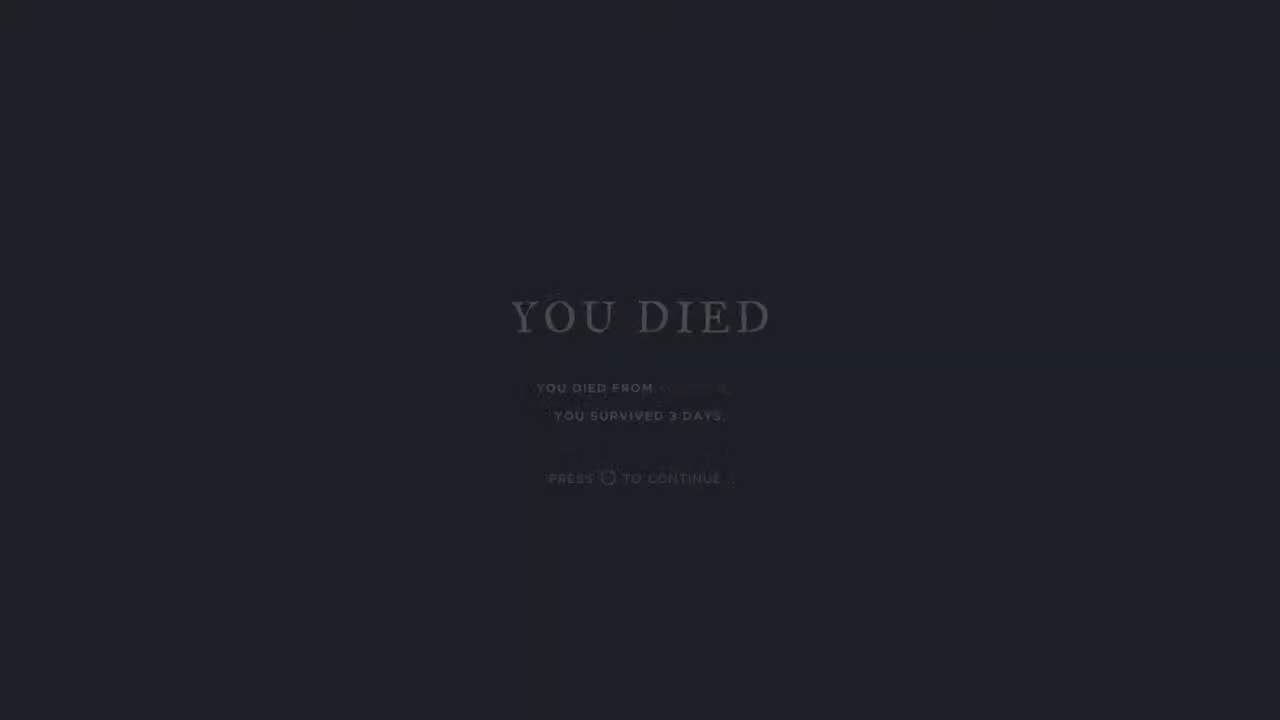 YOU DIED
YOU DIED FROM
YOU SURVIVED 3 DAYS.
PRESS TO CONTINUE...